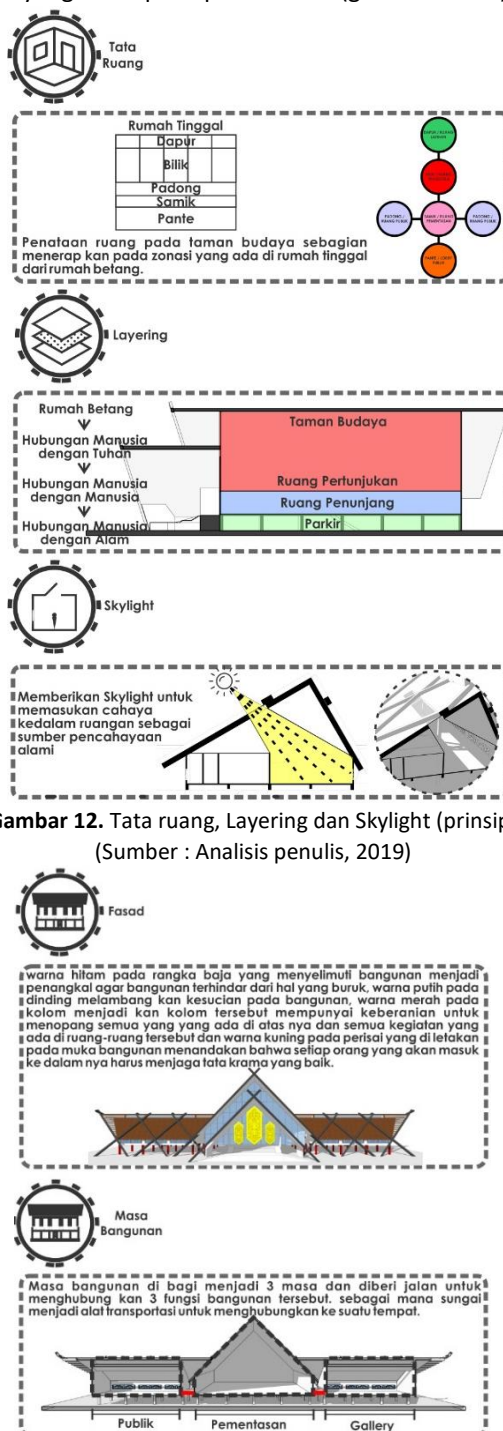 Tata
Ruang
Rumah Tinggal
Dapur
Bilik
Padong
Samik
Pante
Penataan ruang pada taman budaya sebagian
menerap kan pada zonasi yang ada di rumah tinggal
dari rumah betang.
Layering
Rumah Betang
Hubungan Manusia
dengan Tuhan
Hubungan Manusia
dengan Manusia
Hubungan Manusia
dengan Alam
Taman Budaya
Ruang Pertunjukan
Ruang Penunjang
Parkir
Skylight
Memberikan Skylight untuk
memasukan cahaya
kedalam ruangan sebagai
sumber pencahayaan
alami
Gambar 12. Tata ruang, Layering dan Skylight (prinsip
(Sumber : Analisis penulis, 2019)
Fasad
warna hitam pada rangka baja yang menyelimuti bangunan menjadi
penangkal agar bangunan terhindar dari hal yang buruk, warna putih pada
dinding melambang kan kesucian pada bangunan, warna merah pada
kolom menjadi kan kolom tersebut mempunyai keberanian untuk
menopang semua yang yang ada di atas nya dan semua kegiatan yang
ada di ruang-ruang tersebut dan warna kuning pada perisai yang di letakan
pada muka bangunan menandakan bahwa setiap orang yang akan masuk
ke dalam nya harus menjaga tata krama yang baik.
Masa
Bangunan
Masa bangunan di bagi menjadi 3 masa dan diberi jalan untuk
menghubung kan 3 fungsi bangunan tersebut. sebagai mana sungai
menjadi alat transportasi untuk menghubungkan ke suatu tempat.
Publik
Pementasan
Gallery